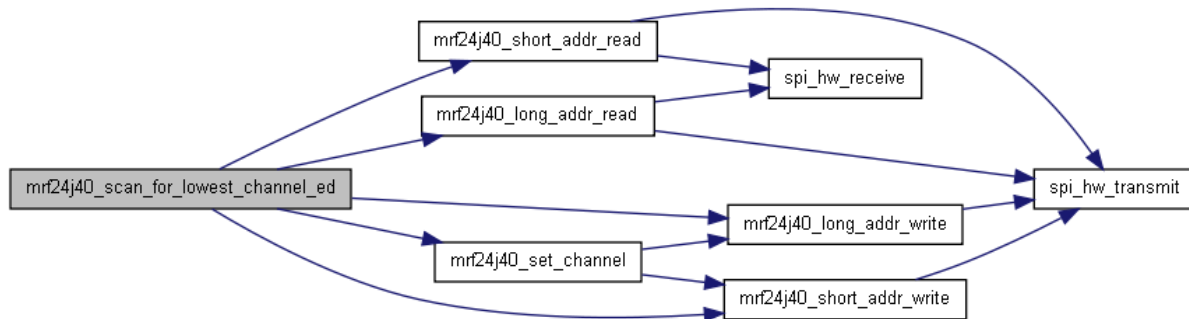 mrf24j40_short_addr_read
spi_hw_receive
mrf24j40_long_addr_read
mrf24j40_scan_for_lowest_channel_ed
spi_hw_transmit
mrf24j40_long_addr_write
mrf24j40_set_channel
mrf24j40_short_addr_write